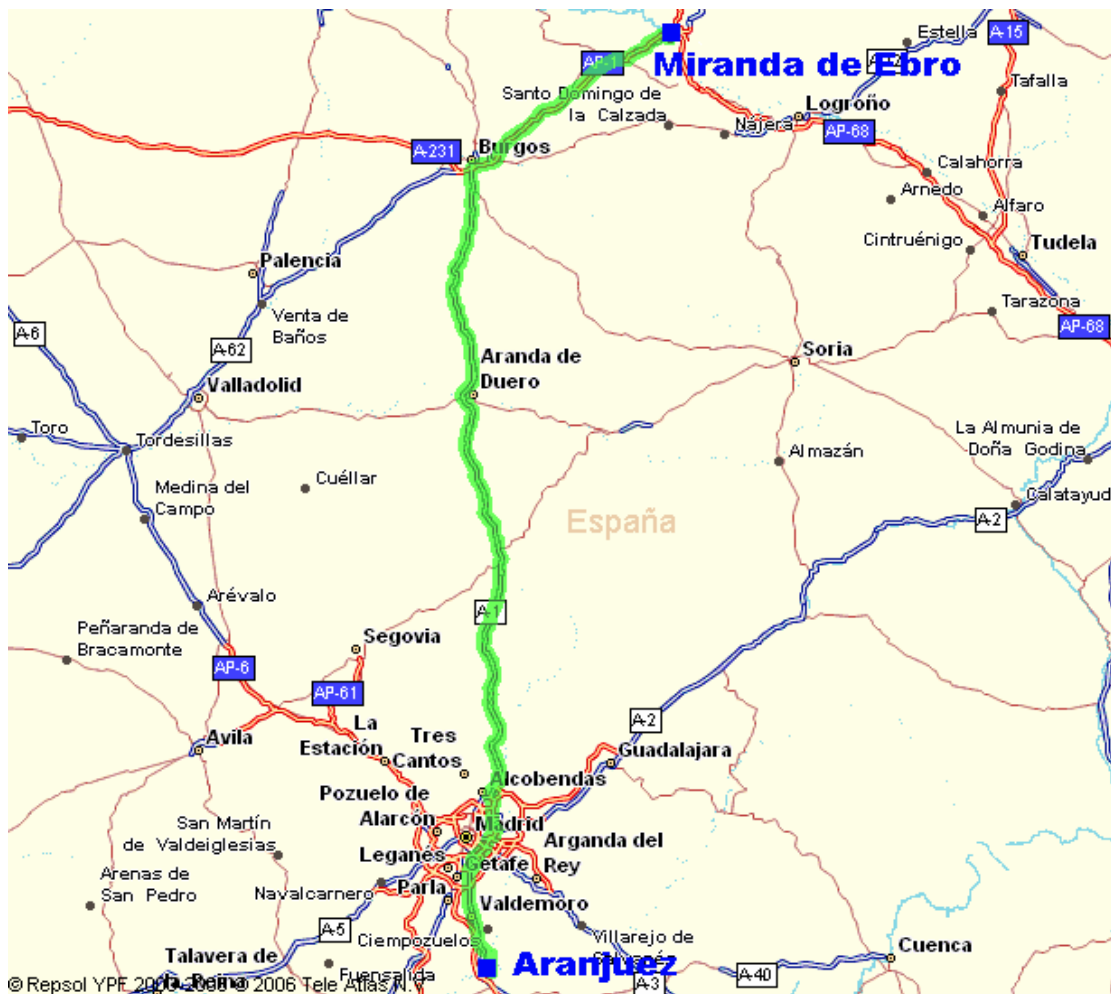 Estella
A-15
AP-1
Miranda de Ebro
Tafalla
Santo Domingo de
la Calzada
Logroño
Nájera
AP-68
A-231
Burgos
Calahorra
Arnedo
Alfaro
Cintruénigo
Tudela
Palencia
Tarazona
Venta de
Baños
A-6
AP-68
A-62
Aranda de
Duero
Soria
Valladolid
Toro
Tordesillas
La Almunia de
Doña Godina
Almazán
Cuéllar
Medina del
Campo
Calatayud
España
A-2
Arévalo
A-1
Peñaranda de
Bracamonte
Segovia
AP-6
AP-61
A-2
La
Estación
Tres
Cantos
Avila
Guadalajara
Alcobendas
Pozuelo de
Alarcón
Madrid
San Martín
de Valdeiglesias
Arganda del
Rey
Leganés
Getafe
Arenas de
San Pedro
Navalcarnero
Parla
Valdemoro
A-5
Ciempozuelos
Villarejo de
Cuenca
Talavera de
la Reina
Fuensalida
Aranjuez
A-40
A-3
© Repsol YPF © 2006 Tele Atlas N.V